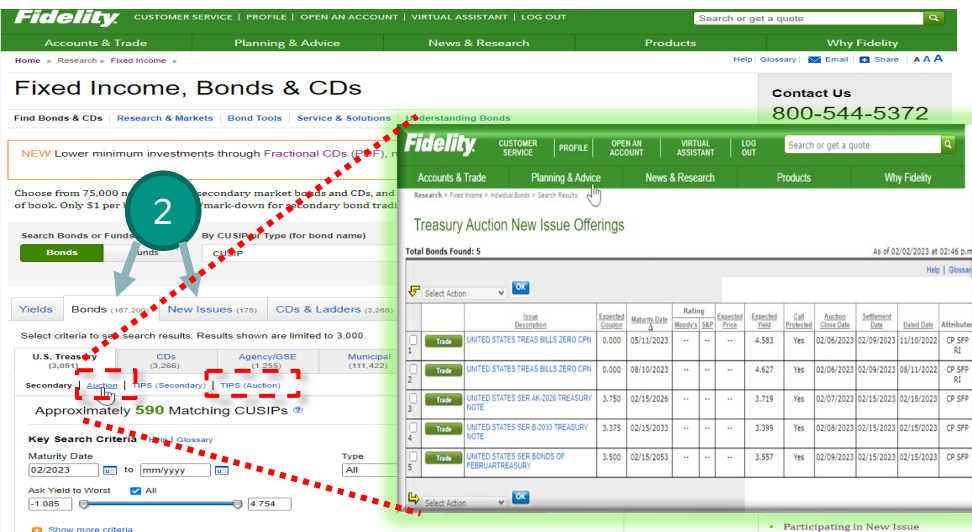 Fidelity. CUSTOMER SERVICE | PROFILE | OPEN AN ACCOUNT | VIRTUAL ASSISTANT | LOG OUT Search or get a quote
Accounts & Trade Planning & Advice News & Research Products Why Fidelity
Home » Research » Fixed Income » Help | Glossary | Email | Share | A A A
Fixed Income, Bonds & CDs
Contact Us
800-544-5372
Find Bonds & CDs | Research & Markets | Bond Tools | Service & Solutions | Understanding Bonds
NEW Lower minimum investments through Fractional CDs (PDF),
Choose from 75,000 secondary market bonds and CDs, and
of book. Only $1 per mark-down for secondary bond tradi
2
Search Bonds or Funds By CUSIP or Type (for bond name)
Bonds Funds CUSIP
Yields Bonds (167,200) New Issues (176) CDs & Ladders (3,266)
Select criteria to see search results. Results shown are limited to 3,000.
U.S. Treasury CDs Agency/GSE Municipal
(3,051) (3,266) (1,255) (111,422)
Secondary | Auction | TIPS (Secondary) | TIPS (Auction)
Approximately 590 Matching CUSIPs
Key Search Criteria Help | Glossary
Maturity Date Type
02/2023 to mm/yyyy All
Ask Yield to Worst All
-1.085 4.754
Show more criteria
Fidelity. CUSTOMER SERVICE | PROFILE | OPEN AN ACCOUNT | VIRTUAL ASSISTANT | LOG OUT Search or get a quote
Accounts & Trade Planning & Advice News & Research Products Why Fidelity
Research > Fixed Income > Individual Bonds > Search Results
Treasury Auction New Issue Offerings
Total Bonds Found: 5 As of 02/02/2023 at 02:46 p.m
Help | Glossary
Select Action OK
Issue Description Expected Coupon Maturity Date Rating Moody's S&P Expected Price Expected Yield Call Protected Auction Close Date Settlement Date Dated Date Attributes
1 Trade UNITED STATES TREAS BILLS ZERO CPN 0.000 05/11/2023 -- -- -- 4.583 Yes 02/06/2023 02/09/2023 11/10/2022 CP SFP RI
2 Trade UNITED STATES TREAS BILLS ZERO CPN 0.000 08/10/2023 -- -- -- 4.627 Yes 02/06/2023 02/09/2023 08/11/2022 CP SFP RI
3 Trade UNITED STATES SER AK-2026 TREASURY NOTE 3.750 02/15/2026 -- -- -- 3.719 Yes 02/07/2023 02/15/2023 02/15/2023 CP SFP
4 Trade UNITED STATES SER B-2033 TREASURY NOTE 3.375 02/15/2033 -- -- -- 3.399 Yes 02/08/2023 02/15/2023 02/15/2023 CP SFP
5 Trade UNITED STATES SER BONDS OF FEBRUARTREASURY 3.500 02/15/2053 -- -- -- 3.557 Yes 02/09/2023 02/15/2023 02/15/2023 CP SFP
Select Action OK
Participating in New Issue